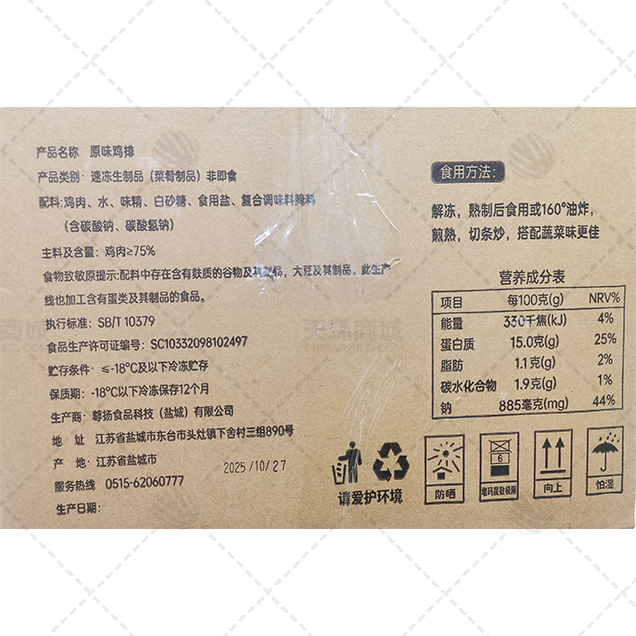 产品名称 原味鸡排
产品类别: 速冻生制品（菜肴制品）非即食
配料: 鸡肉、水、味精、白砂糖、食用盐、复合调味料腌料
（含碳酸钠、碳酸氢钠）
主料及含量: 鸡肉≥75%
食物致敏原提示:配料中存在含有麸质的谷物及其制品，大豆及其制品。此生产
线也加工含有蛋类及其制品的食品。
执行标准: SB/T 10379
食品生产许可证编号: SC10332098102497
贮存条件: ≤-18℃及以下冷冻贮存
保质期: -18℃以下冷冻保存12个月
生产商: 尊扬食品科技（盐城）有限公司
地 址 江苏省盐城市东台市头灶镇下舍村三组890号
产 地: 江苏省盐城市
服务热线 0515-62060777
2025/10/27
生产日期:
食用方法:
解冻，熟制后食用或160°油炸，
煎熟，切条炒，搭配蔬菜味更佳
营养成分表
项目 每100克(g) NRV%
能量 330千焦(kJ) 4%
蛋白质 15.0克(g) 25%
脂肪 1.1克(g) 2%
碳水化合物 1.9克(g) 1%
钠 885毫克(mg) 44%
请爱护环境
6
防晒
堆码层数极限
向上
怕湿